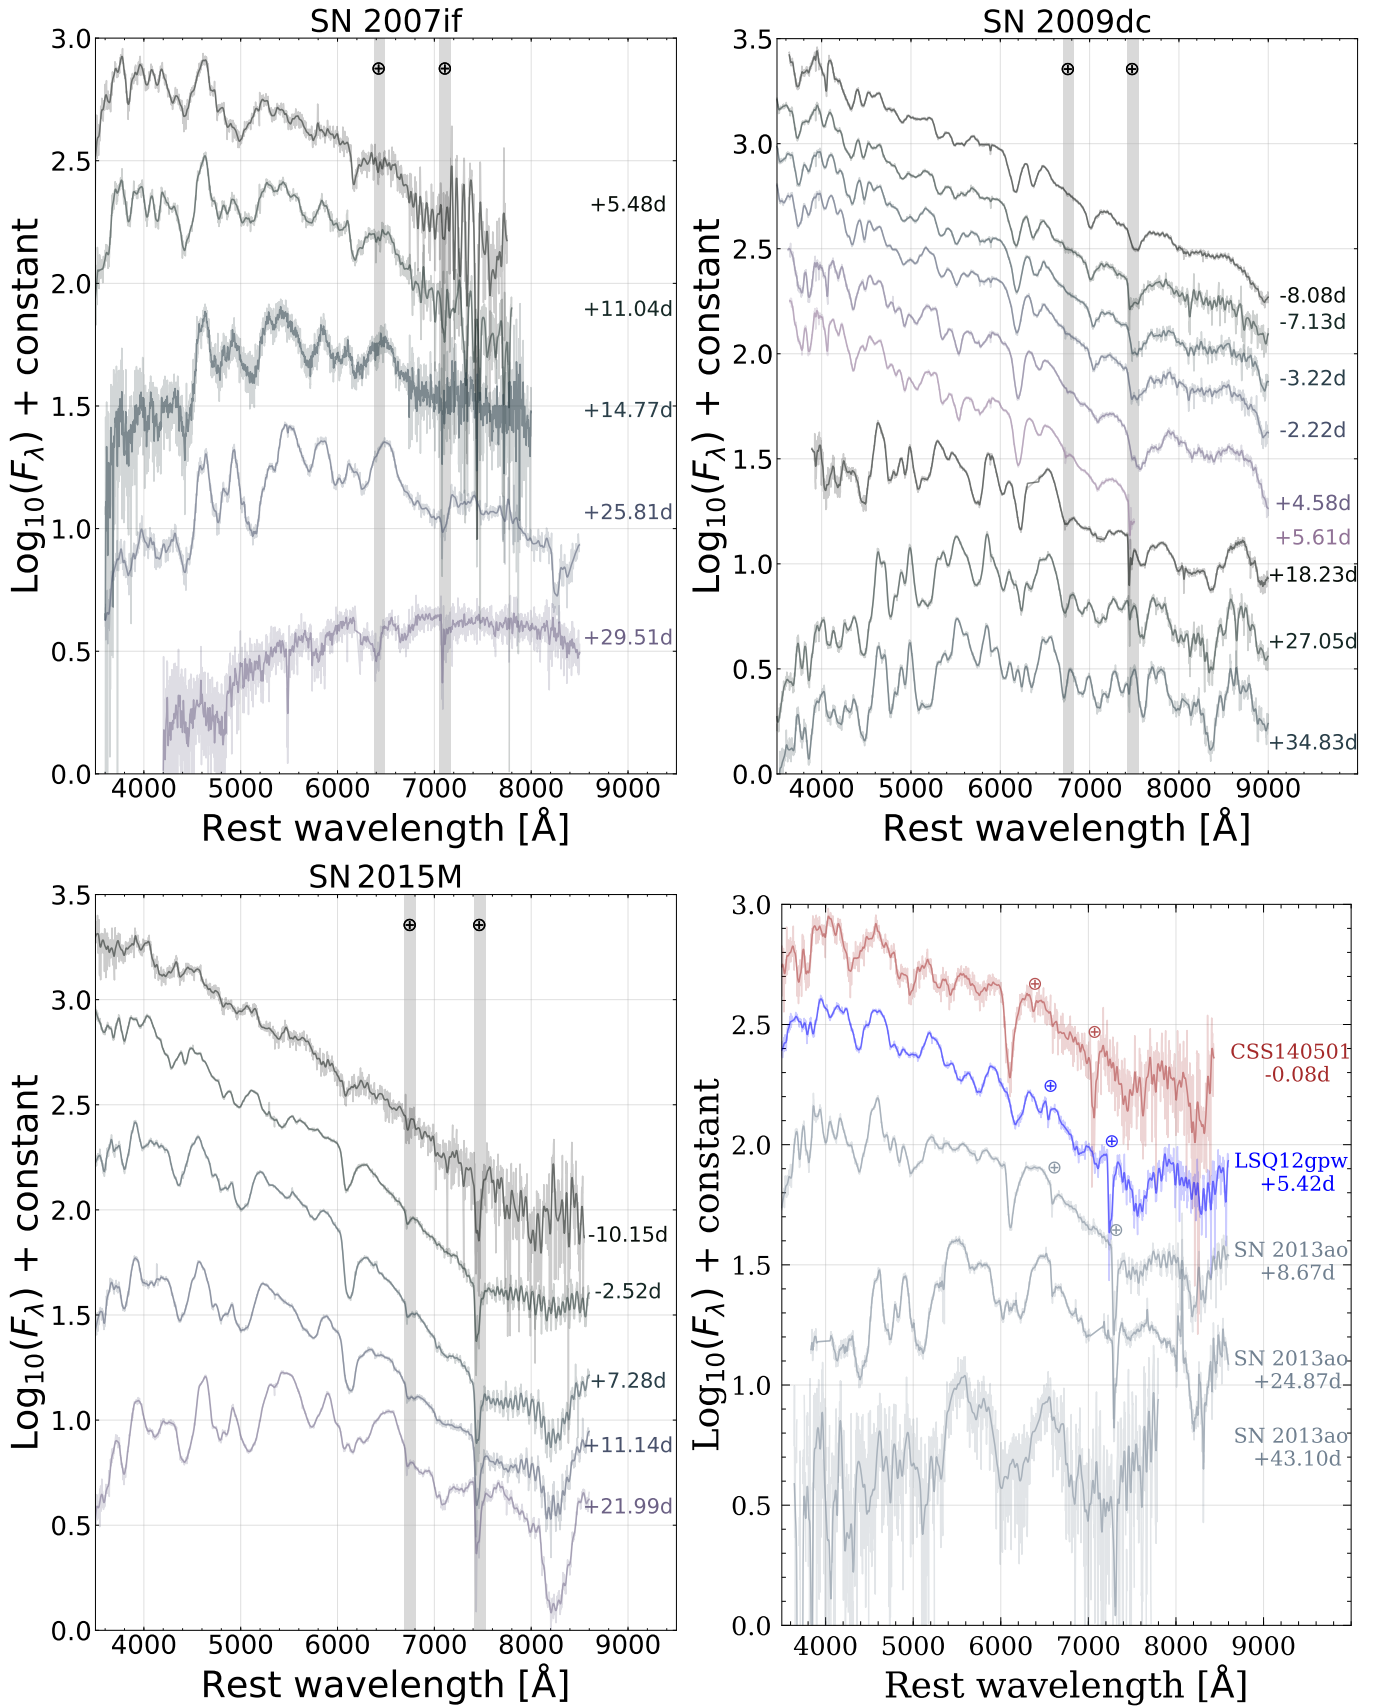 SN 2007if
3.0
2.5
2.0
1.5
1.0
0.5
0.0
Log10(Fλ) + constant
⊕ ⊕
+5.48d
+11.04d
+14.77d
+25.81d
+29.51d
4000 5000 6000 7000 8000 9000
Rest wavelength [Å]
SN 2009dc
3.5
3.0
2.5
2.0
1.5
1.0
0.5
0.0
Log10(Fλ) + constant
⊕ ⊕
-8.08d
-7.13d
-3.22d
-2.22d
+4.58d
+5.61d
+18.23d
+27.05d
+34.83d
4000 5000 6000 7000 8000 9000
Rest wavelength [Å]
SN 2015M
3.5
3.0
2.5
2.0
1.5
1.0
0.5
0.0
Log10(Fλ) + constant
⊕ ⊕
-10.15d
-2.52d
+7.28d
+11.14d
+21.99d
4000 5000 6000 7000 8000 9000
Rest wavelength [Å]
3.0
2.5
2.0
1.5
1.0
0.5
0.0
Log10(Fλ) + constant
⊕ ⊕
CSS140501
-0.08d
⊕ ⊕
LSQ12gpw
+5.42d
⊕ ⊕
SN 2013ao
+8.67d
SN 2013ao
+24.87d
SN 2013ao
+43.10d
4000 5000 6000 7000 8000 9000
Rest wavelength [Å]